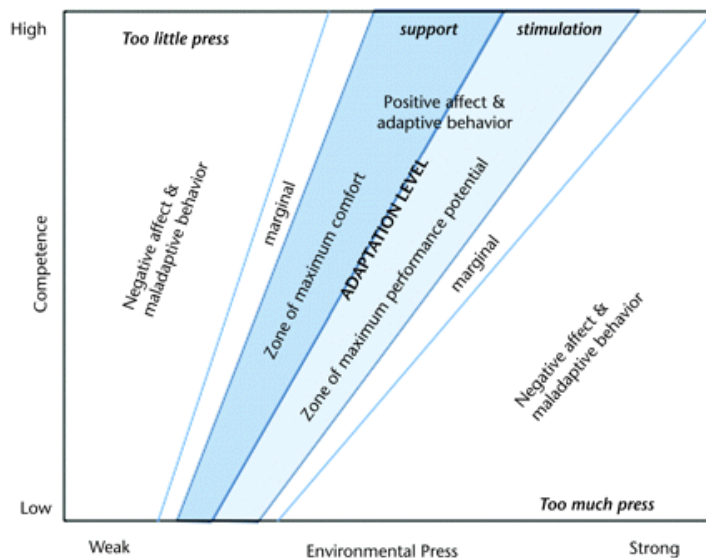 High
Too little press
support
stimulation
Positive affect &
adaptive behavior
Negative affect &
maladaptive behavior
marginal
Zone of maximum comfort
ADAPTATION LEVEL
Zone of maximum performance potential
marginal
Negative affect &
maladaptive behavior
Competence
Too much press
Low
Weak
Environmental Press
Strong